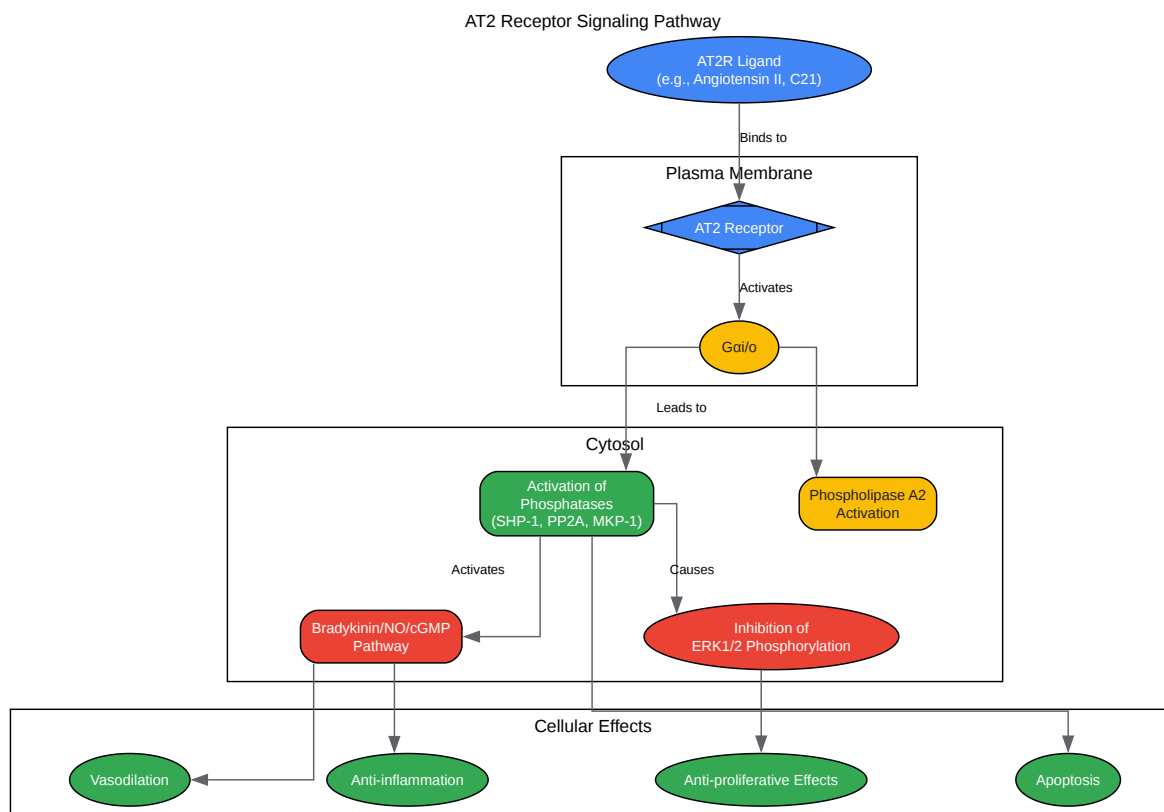 AT2 Receptor Signaling Pathway
AT2R Ligand
(e.g., Angiotensin II, C21)
Binds to
Plasma Membrane
AT2 Receptor
Activates
Gαi/o
Leads to
Cytosol
Activation of
Phosphatases
(SHP-1, PP2A, MKP-1)
Phospholipase A2
Activation
Activates
Causes
Bradykinin/NO/cGMP
Pathway
Inhibition of
ERK1/2 Phosphorylation
Cellular Effects
Vasodilation
Anti-inflammation
Anti-proliferative Effects
Apoptosis